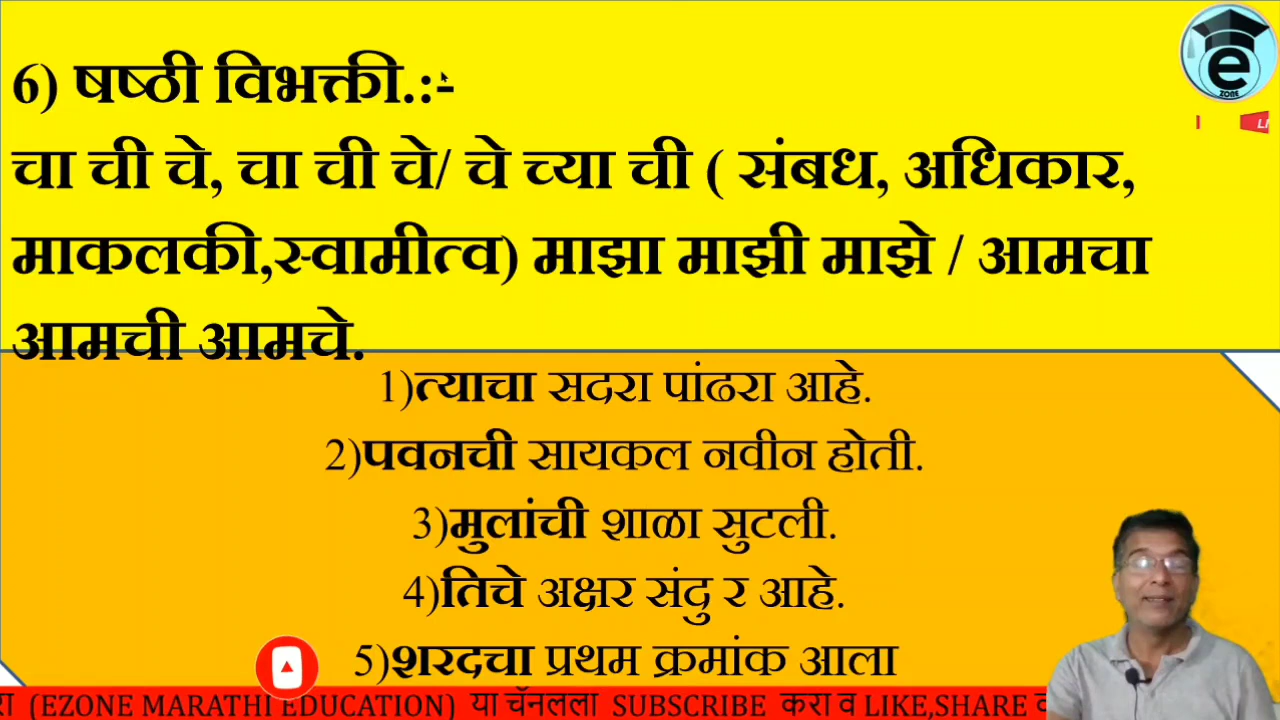 6) षष्ठी विभक्ती.:-
चा ची चे, चा ची चे/ चे च्या ची ( संबध, अधिकार,
माकलकी,स्वामीत्व) माझा माझी माझे / आमचा
आमची आमचे.
1)त्याचा सदरा पांढरा आहे.
2)पवनची सायकल नवीन होती.
3)मुलांची शाळा सुटली.
4)तिचे अक्षर संदु र आहे.
5)शरदचा प्रथम क्रमांक आला
(EZONE MARATHI EDUCATION) या चॅनलला SUBSCRIBE करा व LIKE,SHARE
e
ZONE